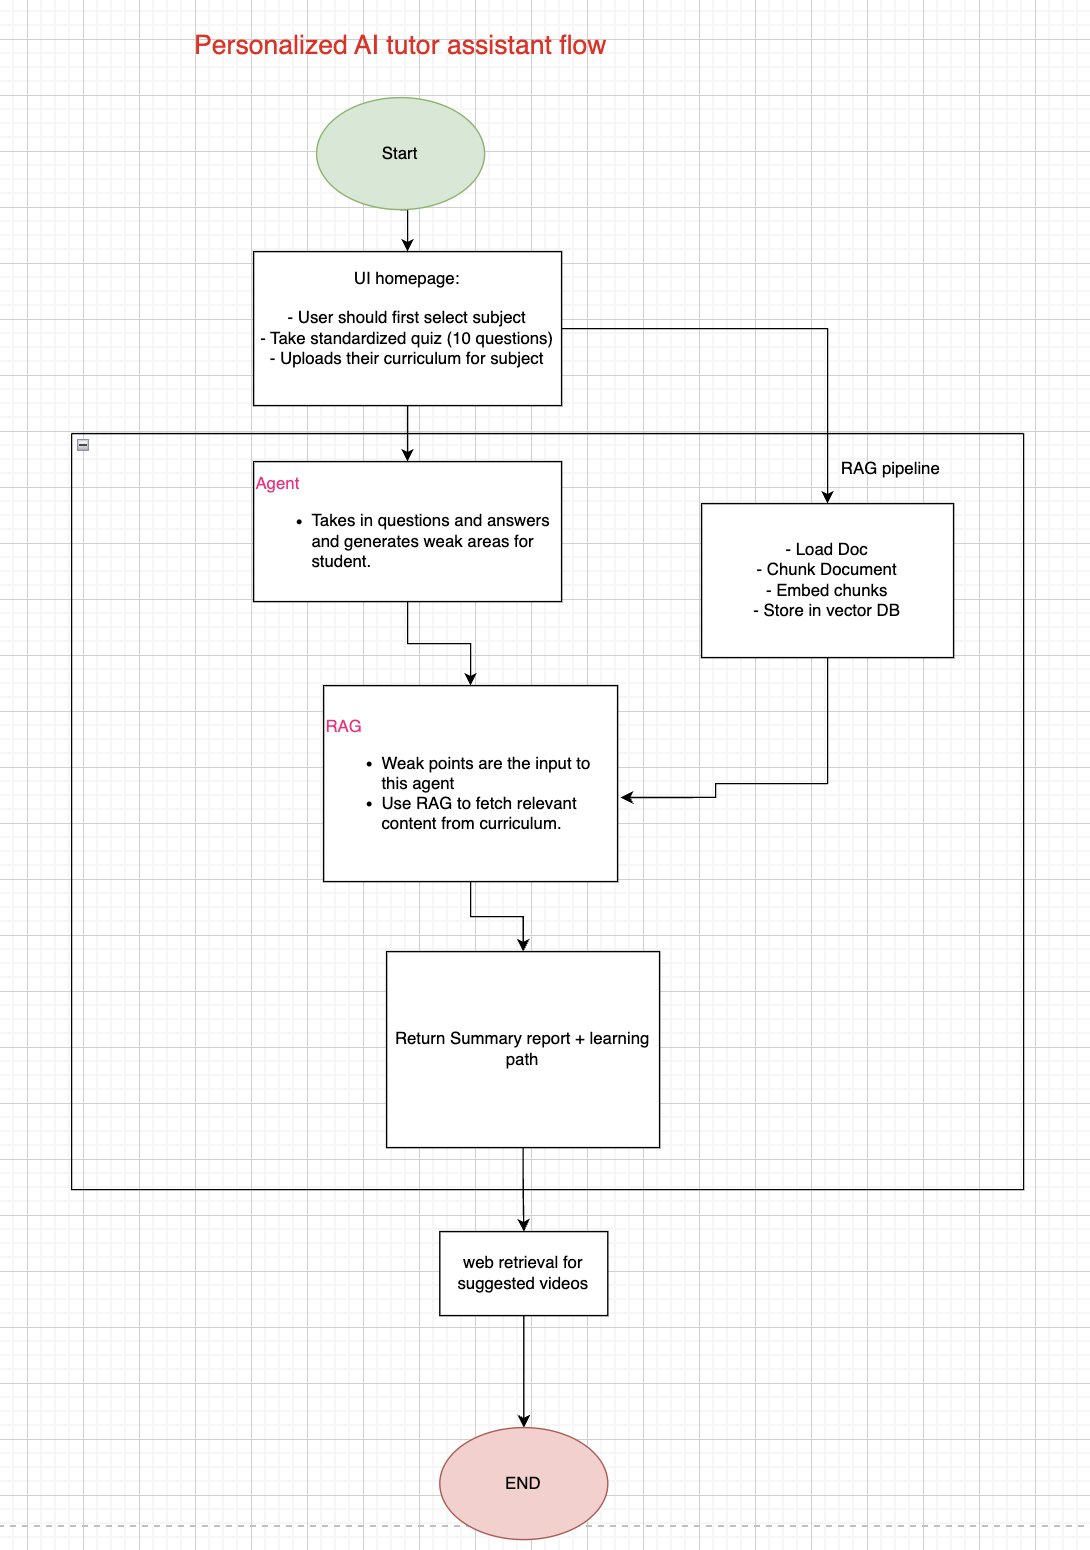 Personalized AI tutor assistant flow
Start
UI homepage:
- User should first select subject
- Take standardized quiz (10 questions)
- Uploads their curriculum for subject
Agent
• Takes in questions and answers
and generates weak areas for
student.
RAG pipeline
- Load Doc
- Chunk Document
- Embed chunks
- Store in vector DB
RAG
• Weak points are the input to
this agent
• Use RAG to fetch relevant
content from curriculum.
Return Summary report + learning
path
web retrieval for
suggested videos
END